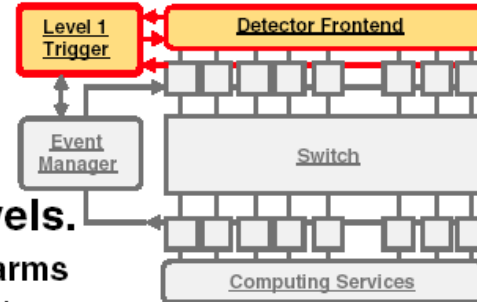 Level 1
Trigger
Detector Frontend
Event
Manager
Switch
vels.
arms
Computing Services